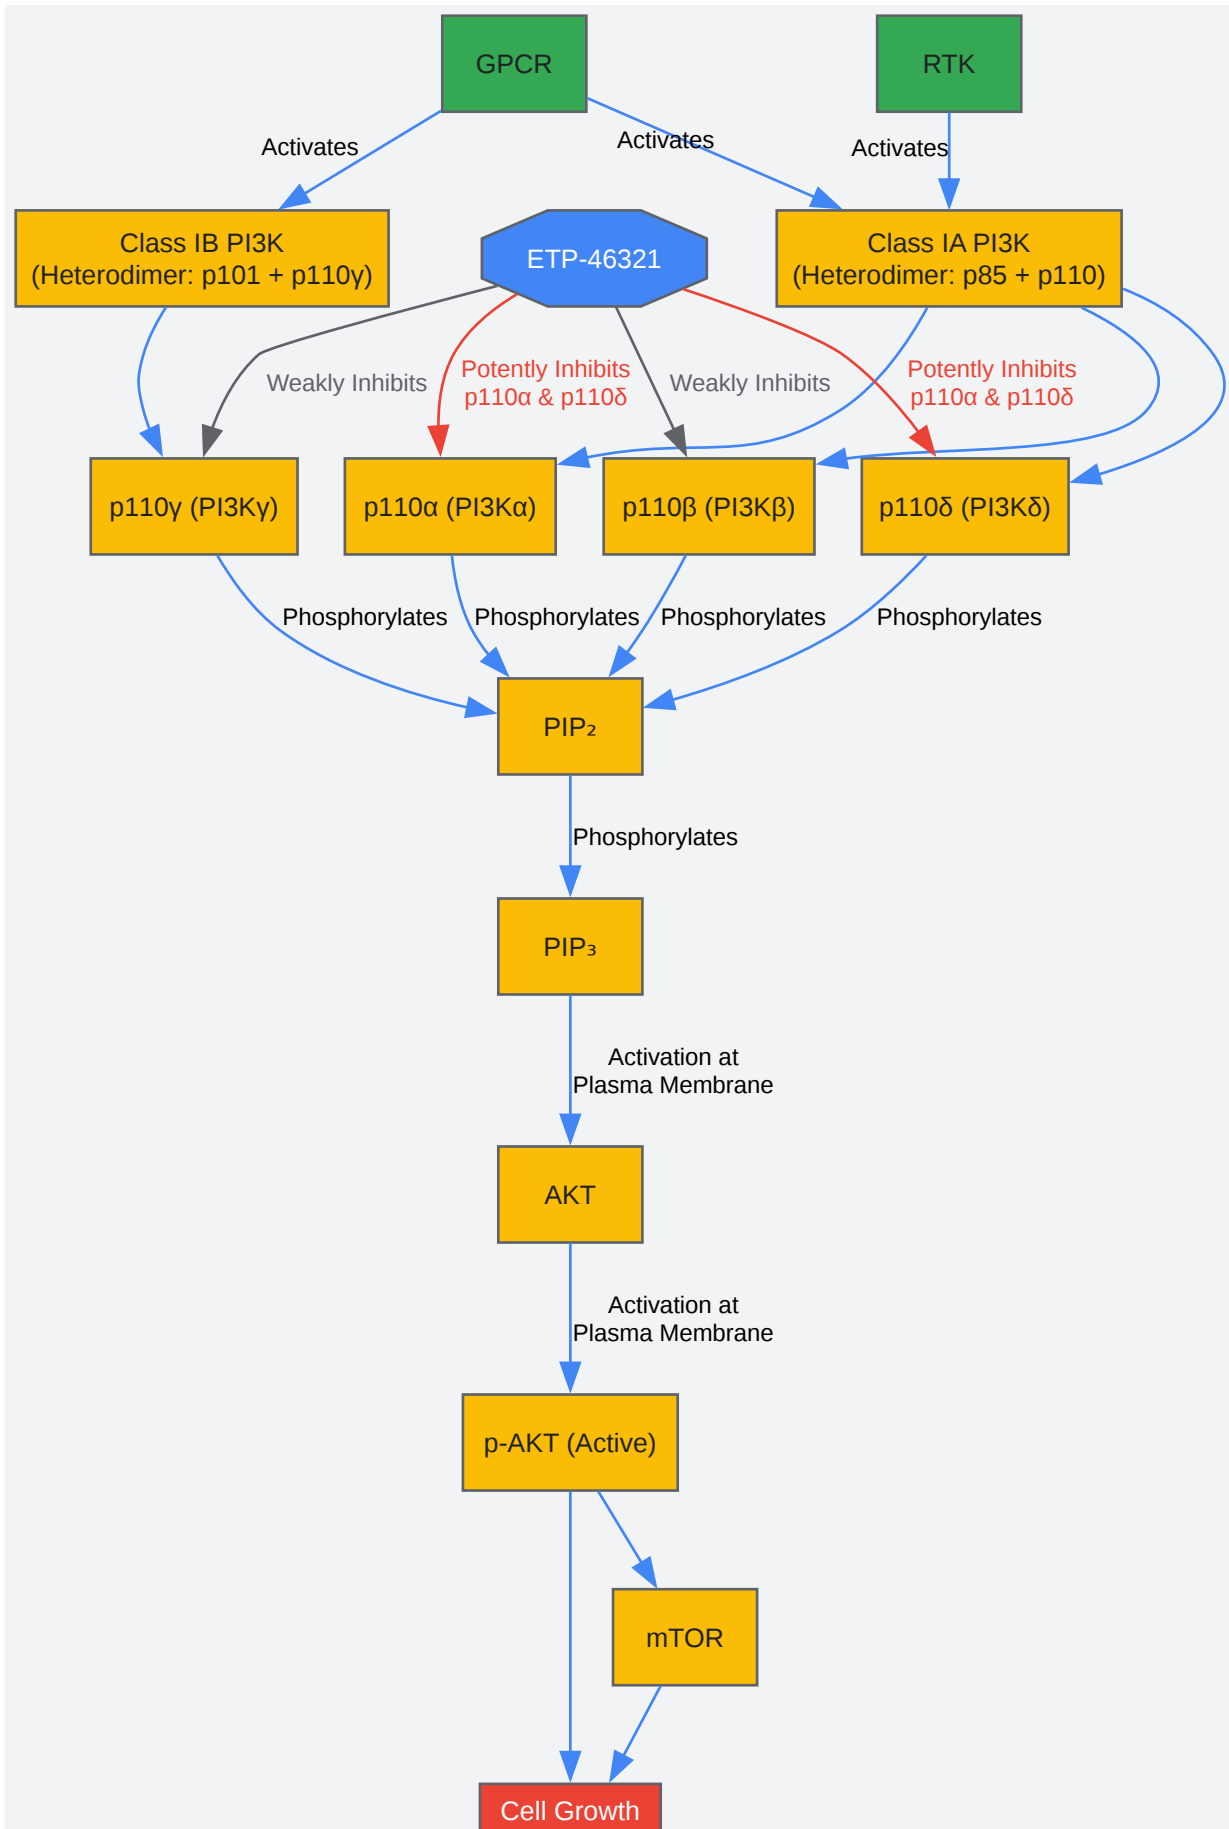 GPCR
RTK
Activates
Activates
Activates
Class IB PI3K
(Heterodimer: p101 + p110γ)
ETP-46321
Class IA PI3K
(Heterodimer: p85 + p110)
Weakly Inhibits
Potently Inhibits
p110α & p110δ
Weakly Inhibits
Potently Inhibits
p110α & p110δ
p110γ (PI3Kγ)
p110α (PI3Kα)
p110β (PI3Kβ)
p110δ (PI3Kδ)
Phosphorylates
Phosphorylates
Phosphorylates
Phosphorylates
PIP₂
Phosphorylates
PIP₃
Activation at
Plasma Membrane
AKT
Activation at
Plasma Membrane
p-AKT (Active)
mTOR
Cell Growth